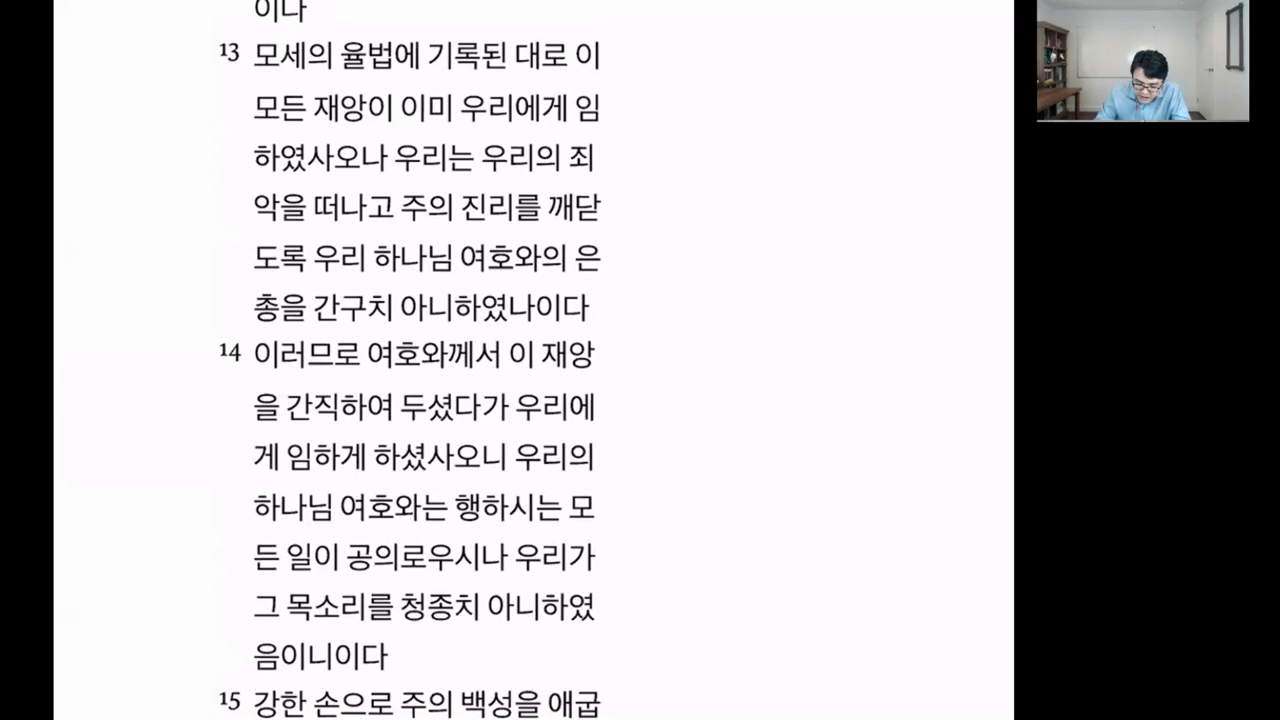 이나
13 모세의 율법에 기록된 대로 이
모든 재앙이 이미 우리에게 임
하였사오나 우리는 우리의 죄
악을 떠나고 주의 진리를 깨닫
도록 우리 하나님 여호와의 은
총을 간구치 아니하였나이다
14 이러므로 여호와께서 이 재앙
을 간직하여 두셨다가 우리에
게 임하게 하셨사오니 우리의
하나님 여호와는 행하시는 모
든 일이 공의로우시나 우리가
그 목소리를 청종치 아니하였
음이니이다
15 강한 손으로 주의 백성을 애굽